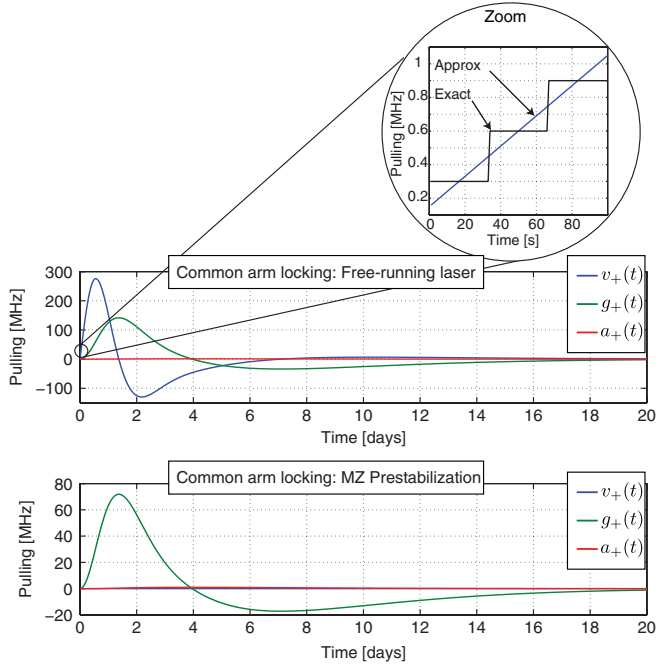 Zoom
Pulling [MHz]
1
0.8
0.6
0.4
0.2
Approx
Exact
0 20 40 60 80
Time [s]
Common arm locking: Free-running laser
Pulling [MHz]
300
200
100
0
−100
v₊(t)
g₊(t)
a₊(t)
0 2 4 6 8 10 12 14 16 18 20
Time [days]
Common arm locking: MZ Prestabilization
Pulling [MHz]
80
60
40
20
0
−20
v₊(t)
g₊(t)
a₊(t)
0 2 4 6 8 10 12 14 16 18 20
Time [days]